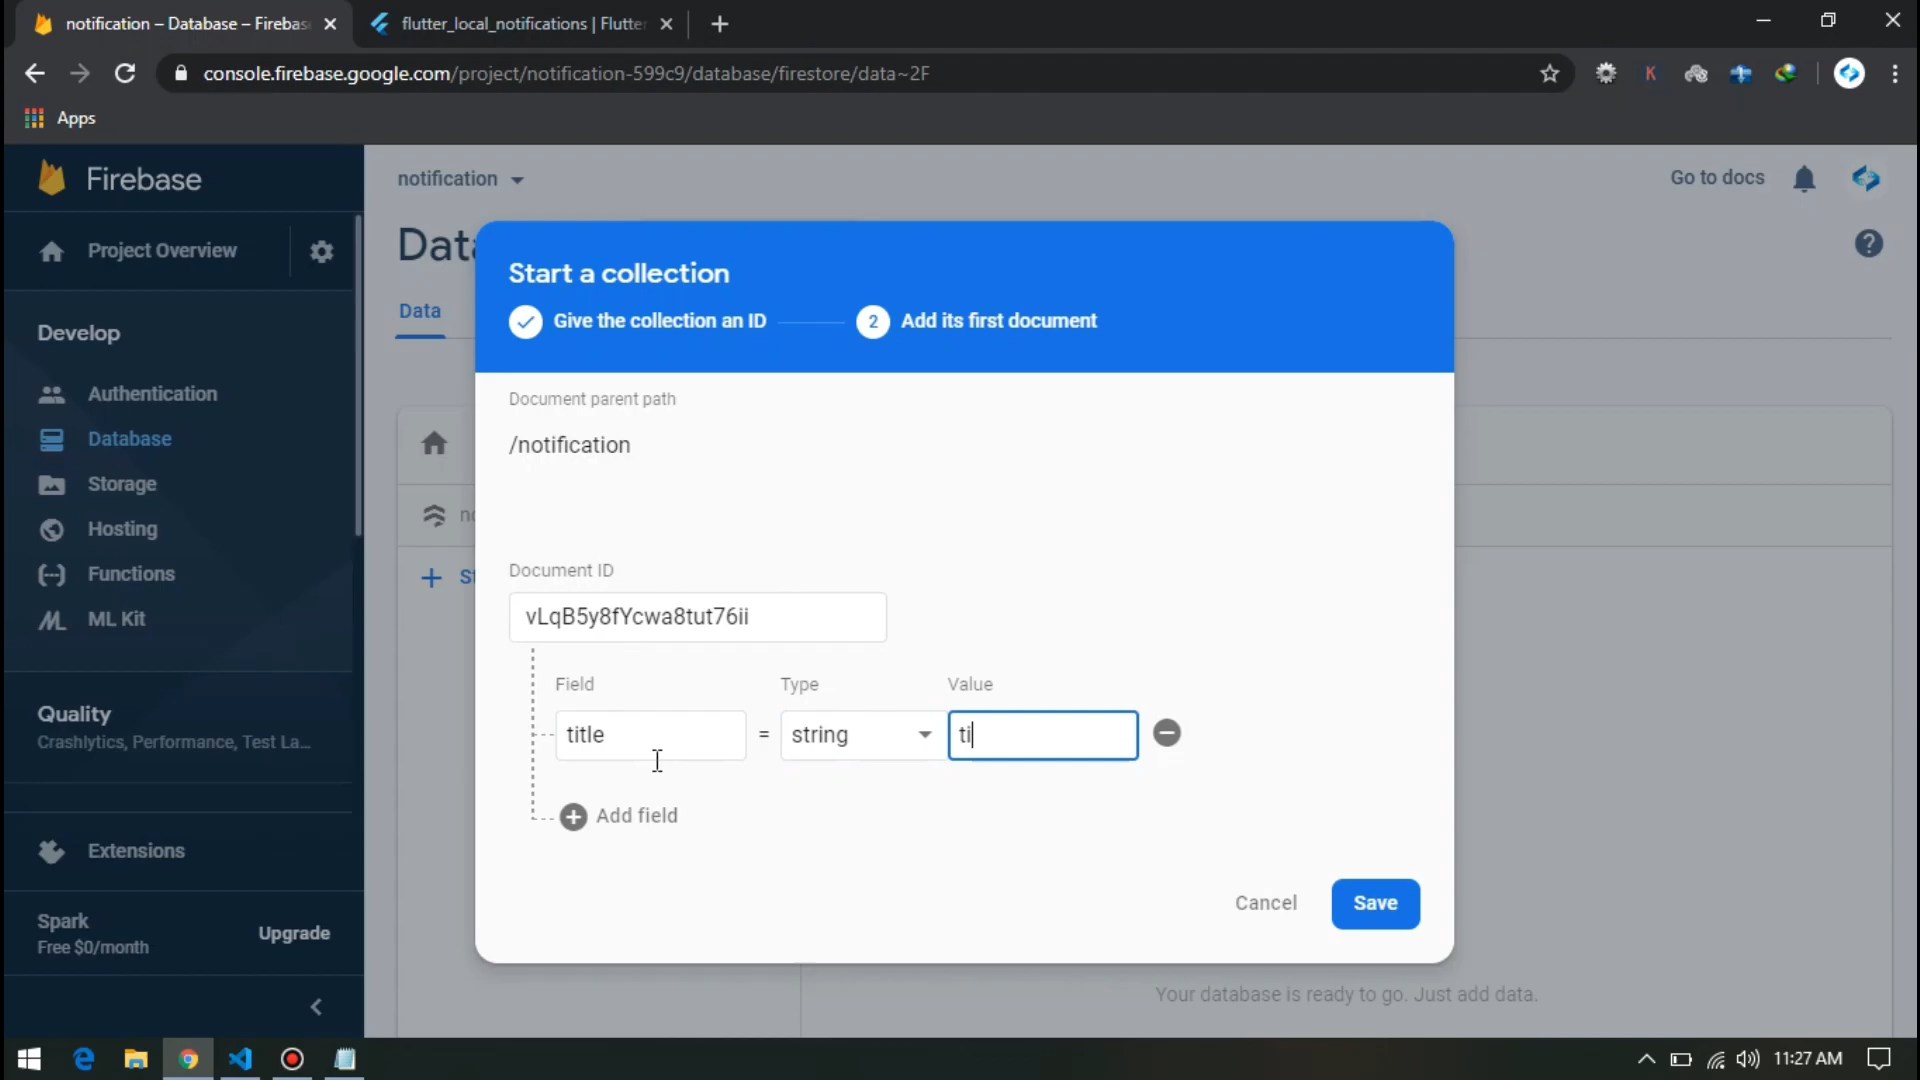 notification – Database – Firebas
flutter_local_notifications | Flutter
console.firebase.google.com/project/notification-599c9/database/firestore/data~2F
K
Apps
Firebase
notification
Go to docs
Project Overview
Data
Start a collection
Give the collection an ID
2
Add its first document
Data
Develop
Document parent path
Authentication
Database
/notification
Storage
no
Hosting
Functions
St
Document ID
ML Kit
vLqB5y8fYcwa8tut76ii
Field
Type
Value
Quality
title
=
string
ti
Crashlytics, Performance, Test La...
Add field
Extensions
Cancel
Save
Spark
Free $0/month
Upgrade
Your database is ready to go. Just add data.
11:27 AM